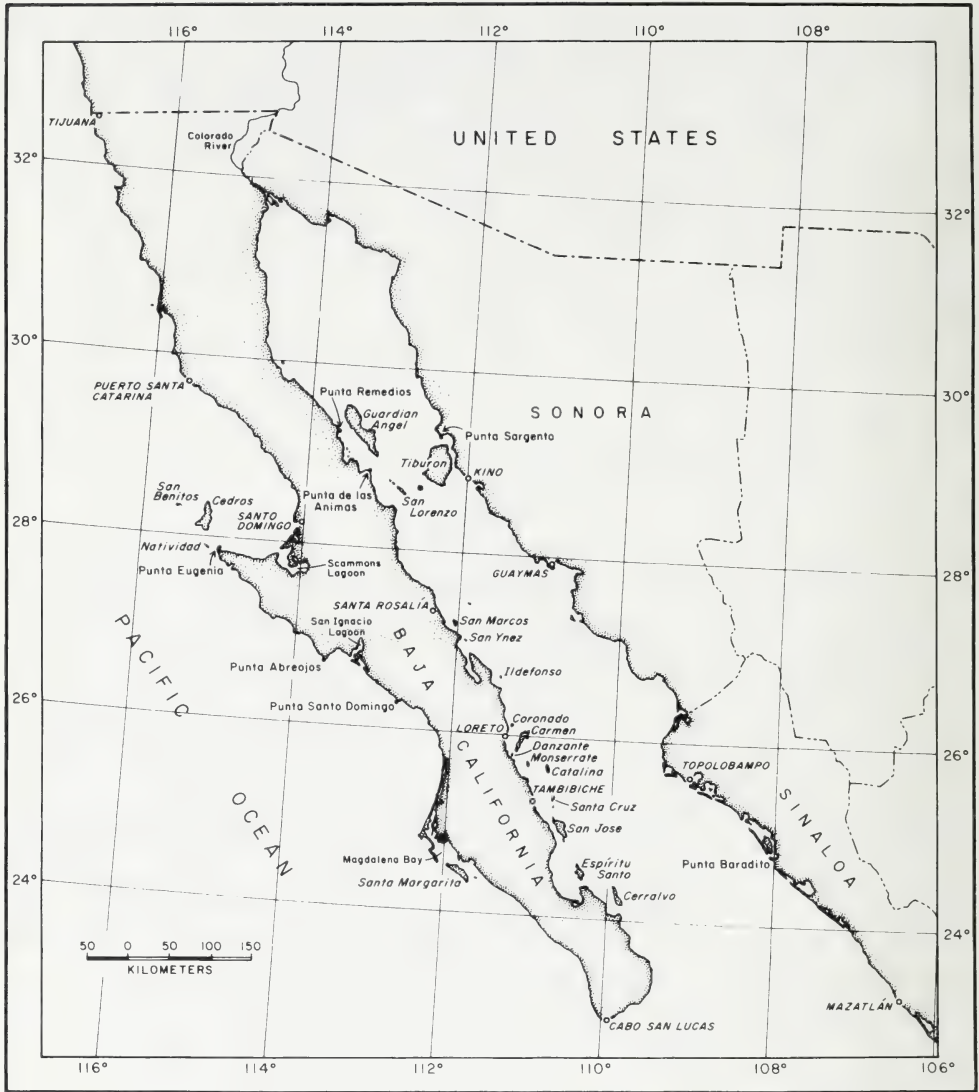 116° 114° 112° 110° 108°
TIJUANA
Colorado
River
UNITED STATES
32°
32°
30°
30°
PUERTO SANTA
CATARINA
Punta Remedios
Guardian
Angel
SONORA
Punta Sargento
Tiburon
KINO
San
Benitos
Cedros
SANTO
DOMINGO
Punta de las
Animas
San
Lorenzo
28°
28°
Natividad
Punta Eugenia
Scammons
Lagoon
GUAYMAS
SANTA ROSALIA
San Marcos
San Ynez
San Ignacio
Lagoon
Ildefonso
Punta Abreojos
Punta Santo Domingo
PACIFIC
OCEAN
BAJA
CALIFORNIA
26°
26°
LORETO
Coronado
Carmen
Danzante
Monserrate
Catalina
TAMBIBICHE
Santa Cruz
San Jose
TOPOLOBAMPO
SINALOA
Punta Baradito
Magdalena Bay
Santa Margarita
Espíritu
Santo
Cerralvo
24°
24°
50 0 50 100 150
KILOMETERS
CABO SAN LUCAS
MAZATLÁN
116° 114° 112° 110° 108° 106°